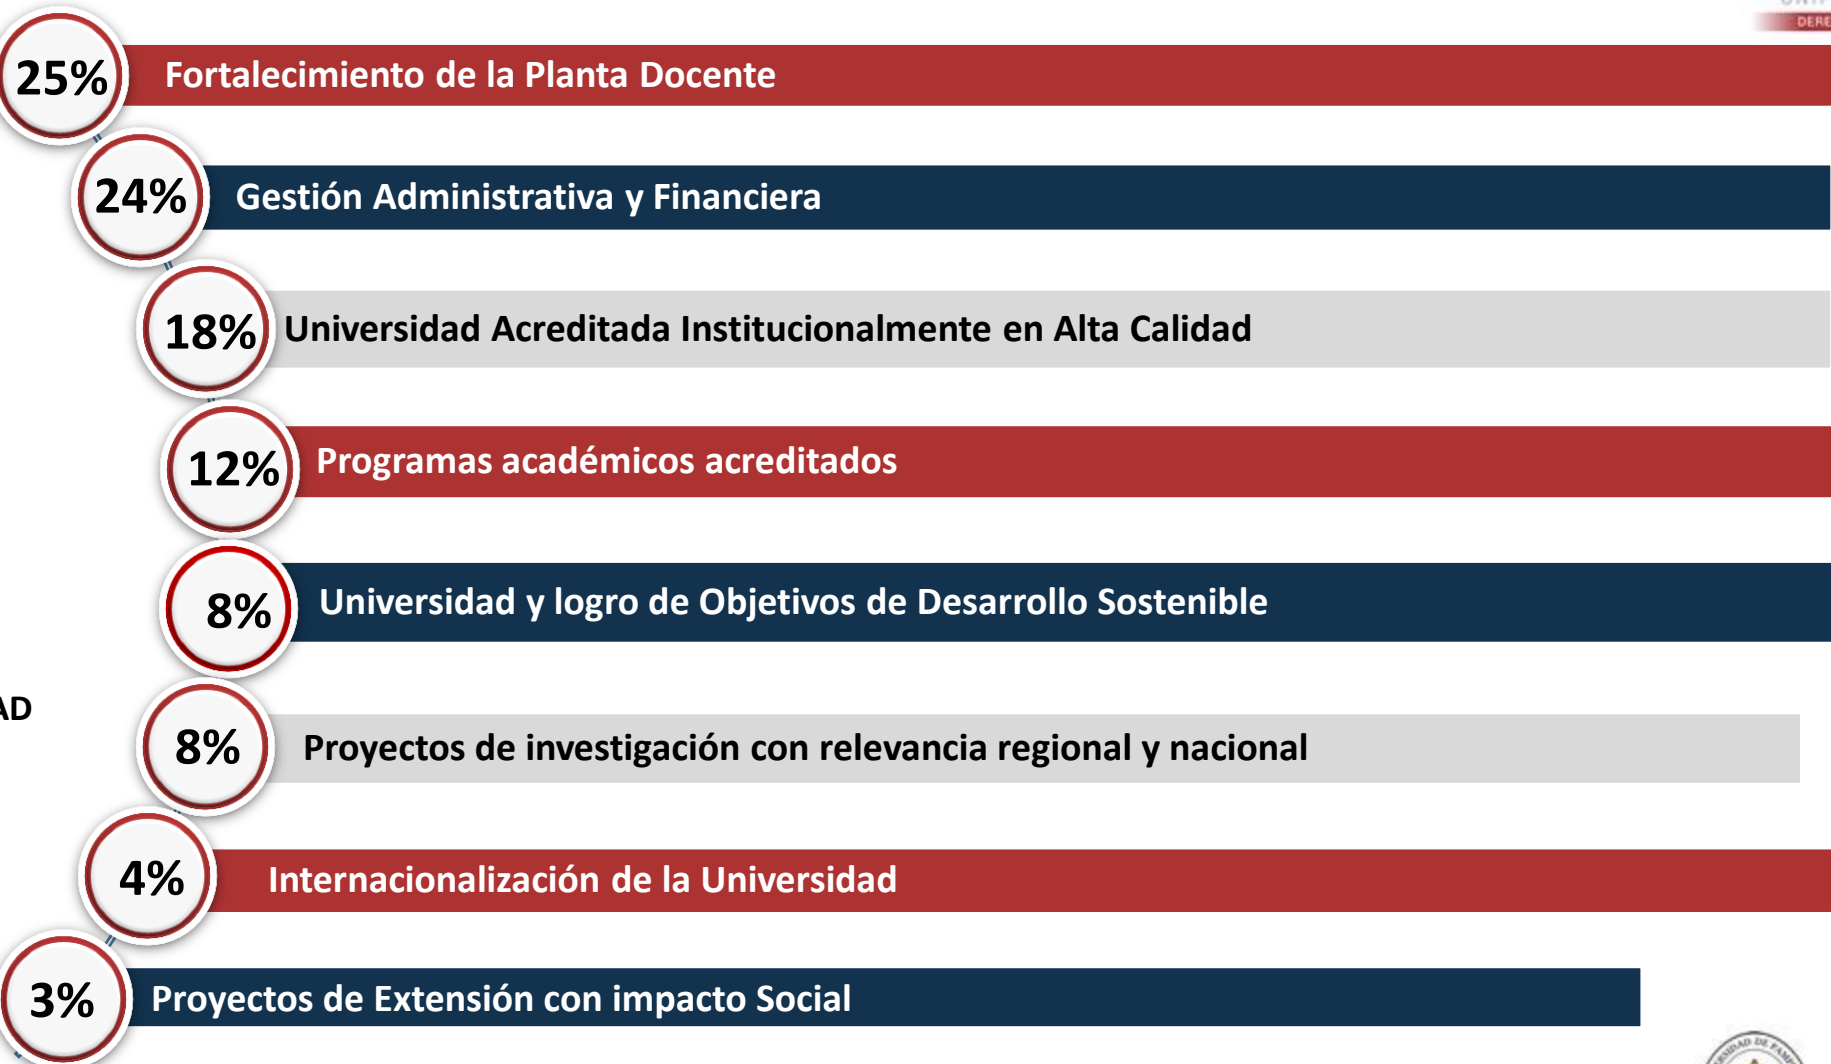 25% Fortalecimiento de la Planta Docente
24% Gestión Administrativa y Financiera
18% Universidad Acreditada Institucionalmente en Alta Calidad
12% Programas académicos acreditados
8% Universidad y logro de Objetivos de Desarrollo Sostenible
8% Proyectos de investigación con relevancia regional y nacional
4% Internacionalización de la Universidad
3% Proyectos de Extensión con impacto Social